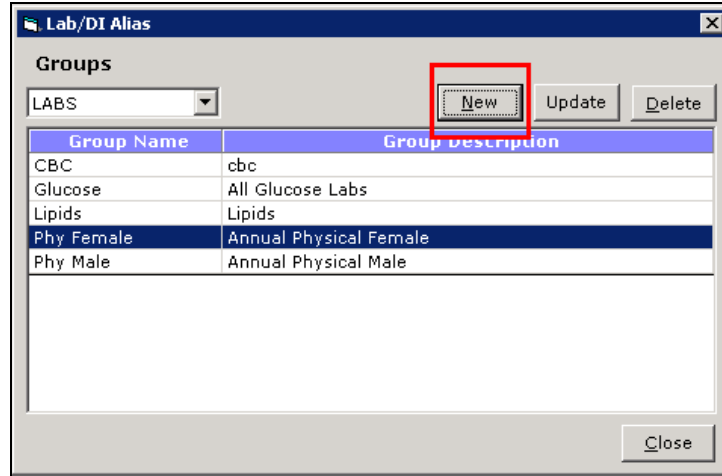 Lab/DI Alias
Groups
LABS
New Update Delete
Group Name Group Description
CBC cbc
Glucose All Glucose Labs
Lipids Lipids
Phy Female Annual Physical Female
Phy Male Annual Physical Male
Close